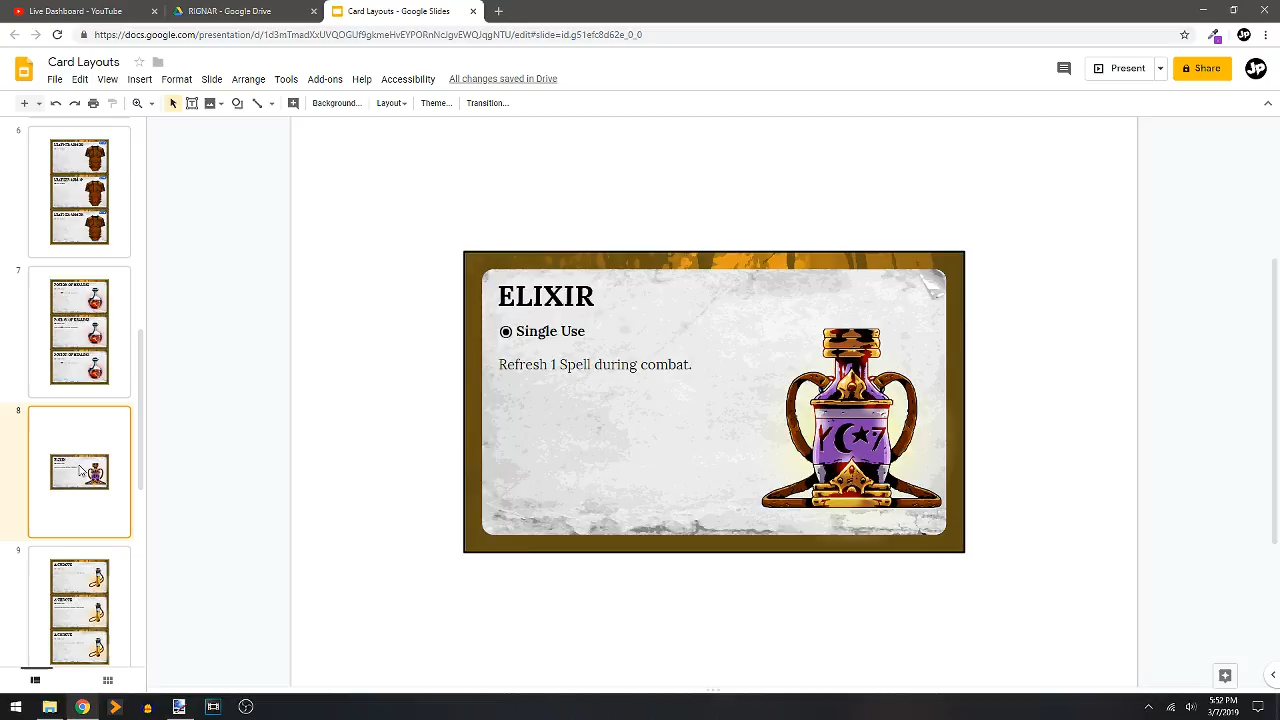 Live Dashboard - YouTube
RIGNAR - Google Drive
Card Layouts - Google Slides
https://docs.google.com/presentation/d/1d3mTmadXxUVQOGUf9gkmeHvEYPORnNcJgvEWQJqgNTU/edit#slide=id.g51efc8d62e_0_0
Card Layouts
File Edit View Insert Format Slide Arrange Tools Add-ons Help Accessibility All changes saved in Drive
Present
Share
JP
Background... Layout Theme... Transition...
6
7
8
9
ELIXIR
Single Use
Refresh 1 Spell during combat.
5:52 PM
3/7/2019